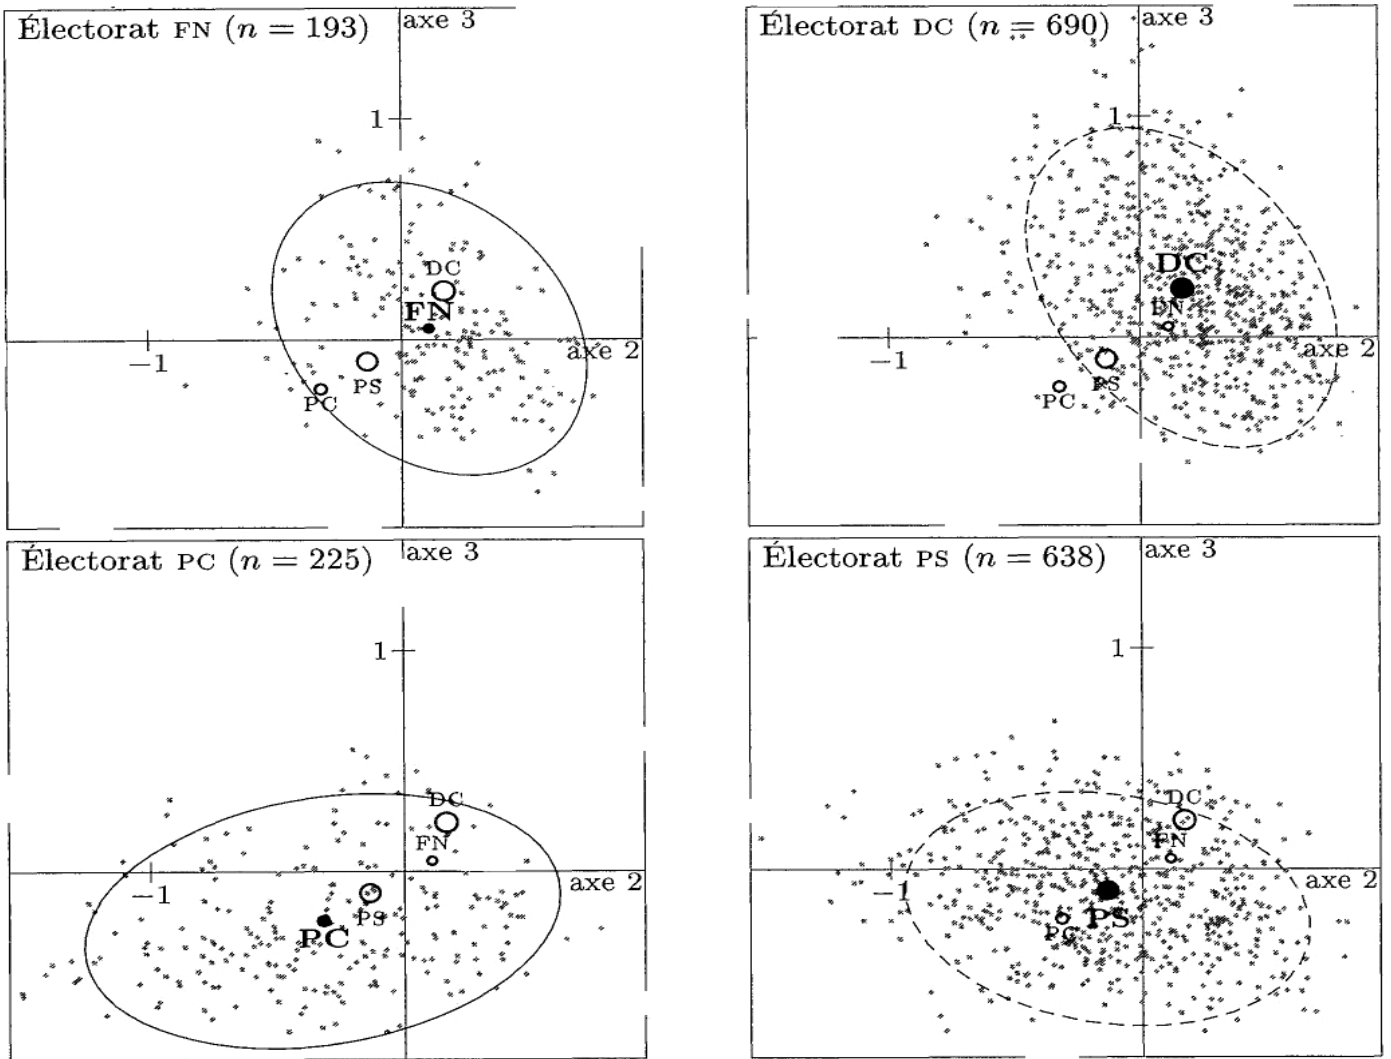 Électorat FN (n = 193)
axe 3
1
DC
FN
axe 2
−1
PS
PC
Électorat DC (n = 690)
axe 3
1
DC
FN
axe 2
−1
PS
PC
Électorat PC (n = 225)
axe 3
1
DC
FN
axe 2
−1
PS
PC
Électorat PS (n = 638)
axe 3
1
DC
FN
axe 2
−1
PS
PC